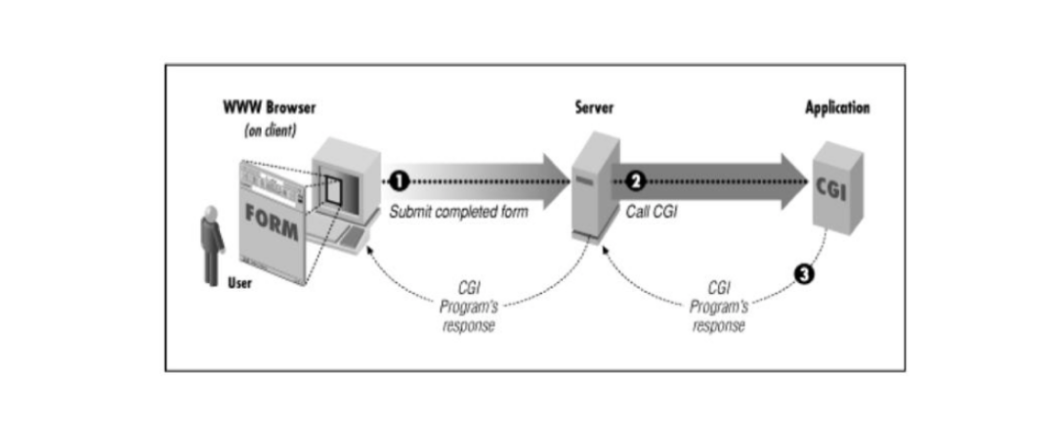 WWW Browser
(on client)
Server
Application
FORM
User
1
Submit completed form
2
Call CGI
CGI
3
CGI
Program's
response
CGI
Program's
response